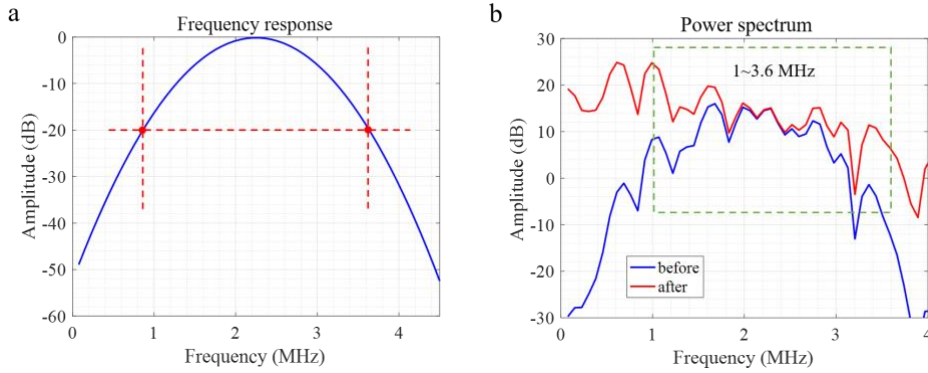 a
Frequency response
Amplitude (dB)
0
-10
-20
-30
-40
-50
-60
0 1 2 3 4
Frequency (MHz)
b
Power spectrum
Amplitude (dB)
30
20
10
0
-10
-20
-30
1~3.6 MHz
before
after
0 1 2 3 4
Frequency (MHz)